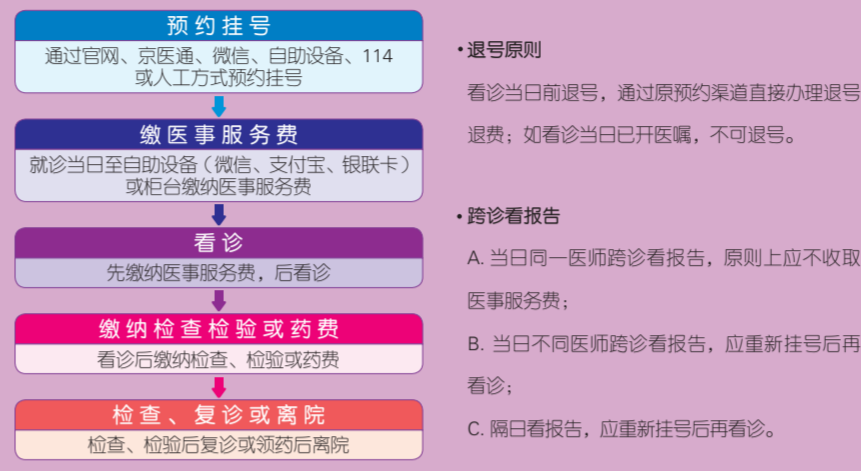 预约挂号
通过官网、京医通、微信、自助设备、114
或人工方式预约挂号
缴医事服务费
就诊当日至自助设备（微信、支付宝、银联卡）
或柜台缴纳医事服务费
看诊
先缴纳医事服务费，后看诊
缴纳检查检验或药费
看诊后缴纳检查、检验或药费
检查、复诊或离院
检查、检验后复诊或领药后离院
•退号原则
看诊当日前退号，通过原预约渠道直接办理退号
退费；如看诊当日已开医嘱，不可退号。
•跨诊看报告
A. 当日同一医师跨诊看报告，原则上应不收取
医事服务费；
B. 当日不同医师跨诊看报告，应重新挂号后再
看诊；
C. 隔日看报告，应重新挂号后再看诊。